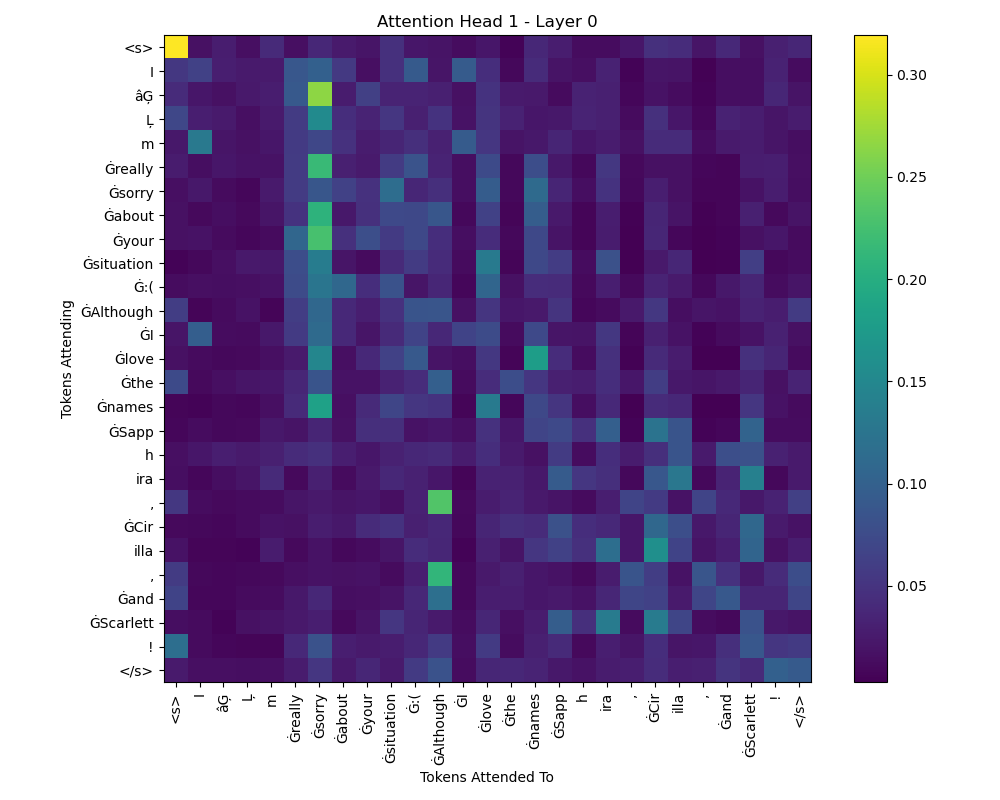 Attention Head 1 - Layer 0
Tokens Attending
<s>
I
âĢ
Ļ
m
Ġreally
Ġsorry
Ġabout
Ġyour
Ġsituation
Ġ:(
ĠAlthough
ĠI
Ġlove
Ġthe
Ġnames
ĠSapp
h
ira
,
ĠCir
illa
,
Ġand
ĠScarlett
!
</s>
<s>
I
âĢ
Ļ
m
Ġreally
Ġsorry
Ġabout
Ġyour
Ġsituation
Ġ:(
ĠAlthough
ĠI
Ġlove
Ġthe
Ġnames
ĠSapp
h
ira
,
ĠCir
illa
,
Ġand
ĠScarlett
!
</s>
Tokens Attended To
0.30
0.25
0.20
0.15
0.10
0.05